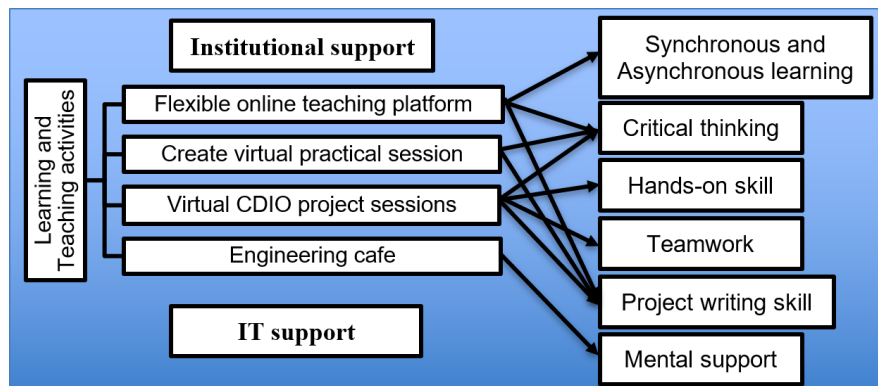 Institutional support
Learning and
Teaching activities
Flexible online teaching platform
Create virtual practical session
Virtual CDIO project sessions
Engineering cafe
IT support
Synchronous and
Asynchronous learning
Critical thinking
Hands-on skill
Teamwork
Project writing skill
Mental support